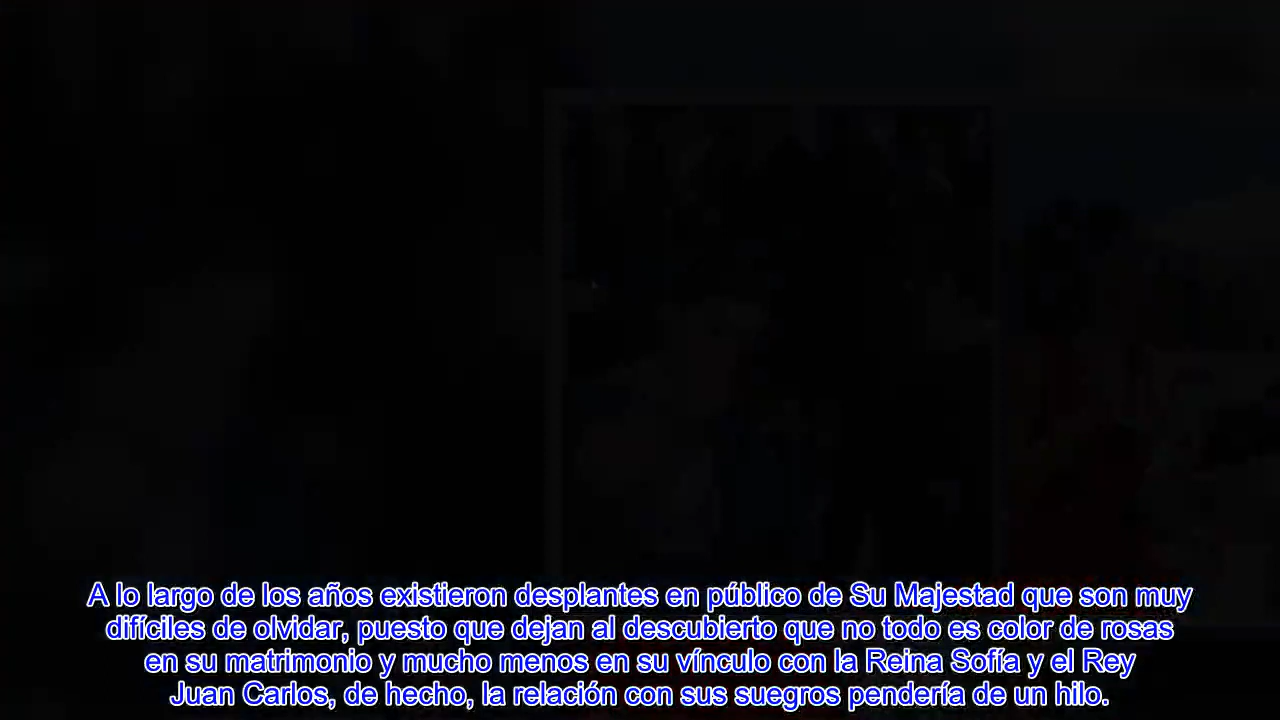 A lo largo de los años existieron desplantes en público de Su Majestad que son muy
difíciles de olvidar, puesto que dejan al descubierto que no todo es color de rosas
en su matrimonio y mucho menos en su vínculo con la Reina Sofía y el Rey
Juan Carlos, de hecho, la relación con sus suegros pendería de un hilo.